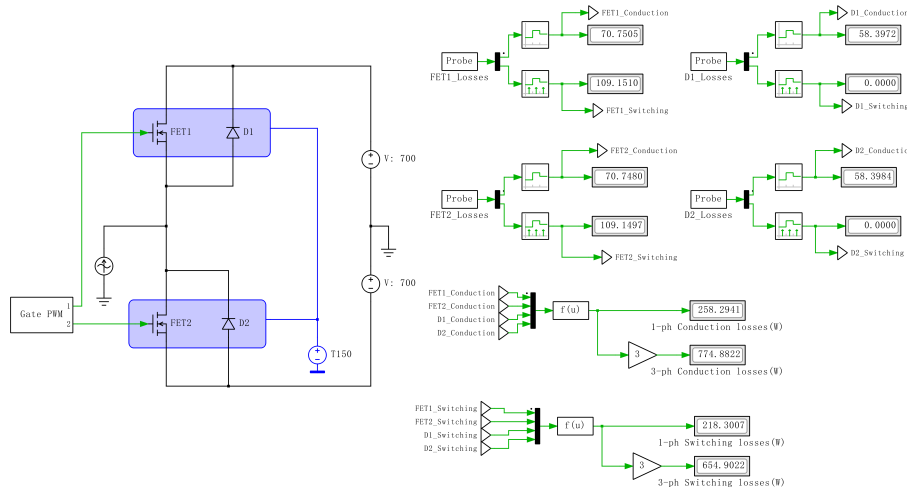 FET1
D1
V: 700
V: 700
Gate PWM
1
2
FET2
D2
T150
Probe
FET1_Losses
FET1_Conduction
70.7505
109.1510
FET1_Switching
Probe
D1_Losses
D1_Conduction
58.3972
0.0000
D1_Switching
Probe
FET2_Losses
FET2_Conduction
70.7480
109.1497
FET2_Switching
Probe
D2_Losses
D2_Conductio
58.3984
0.0000
D2_Switching
FET1_Conduction
FET2_Conduction
D1_Conduction
D2_Conduction
f(u)
258.2941
1-ph Conduction losses(W)
3
774.8822
3-ph Conduction losses(W)
FET1_Switching
FET2_Switching
D1_Switching
D2_Switching
f(u)
218.3007
1-ph Switching losses(W)
3
654.9022
3-ph Switching losses(W)